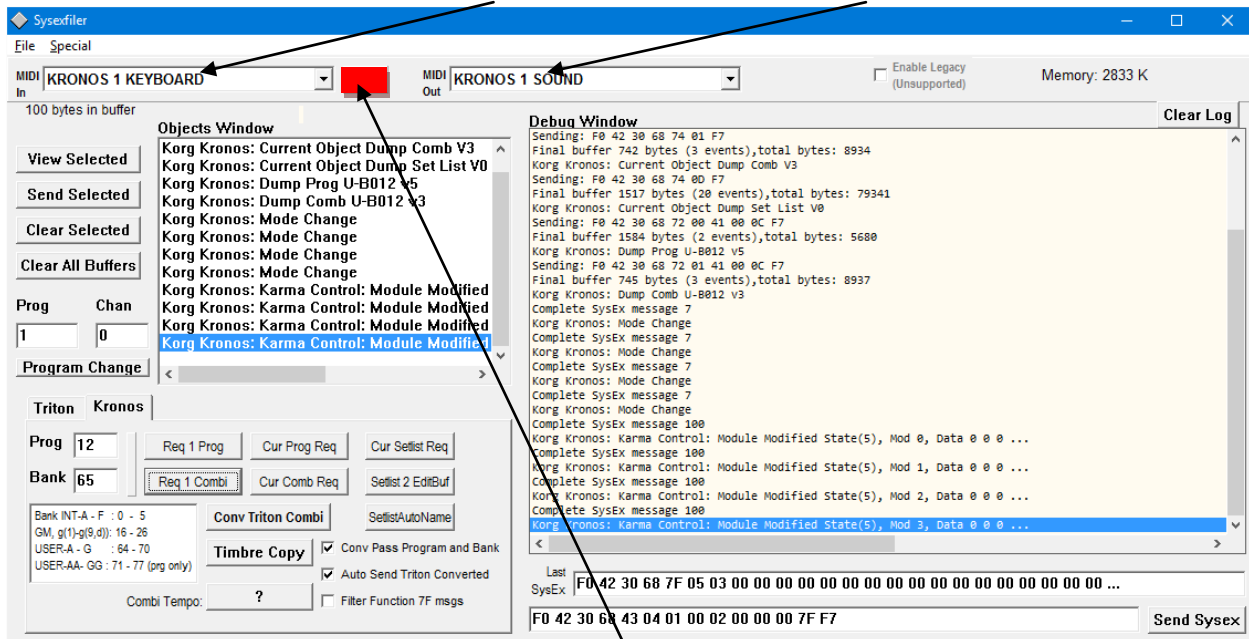 Sysexfiler
File Special
MIDI In KRONOS 1 KEYBOARD
MIDI Out KRONOS 1 SOUND
Enable Legacy
(Unsupported)
Memory: 2833 K
100 bytes in buffer
Objects Window
Debug Window
Clear Log
View Selected
Send Selected
Clear Selected
Clear All Buffers
Prog Chan
1 0
Program Change
Korg Kronos: Current Object Dump Comb V3
Korg Kronos: Current Object Dump Set List V0
Korg Kronos: Dump Prog U-B012 v5
Korg Kronos: Dump Comb U-B012 v3
Korg Kronos: Mode Change
Korg Kronos: Mode Change
Korg Kronos: Mode Change
Korg Kronos: Mode Change
Korg Kronos: Karma Control: Module Modified
Korg Kronos: Karma Control: Module Modified
Korg Kronos: Karma Control: Module Modified
Korg Kronos: Karma Control: Module Modified
Sending: F0 42 30 68 74 01 F7
Final buffer 742 bytes (3 events),total bytes: 8934
Korg Kronos: Current Object Dump Comb V3
Sending: F0 42 30 68 74 0D F7
Final buffer 1517 bytes (20 events),total bytes: 79341
Korg Kronos: Current Object Dump Set List V0
Sending: F0 42 30 68 72 00 41 00 0C F7
Final buffer 1584 bytes (2 events),total bytes: 5680
Korg Kronos: Dump Prog U-B012 v5
Sending: F0 42 30 68 72 01 41 00 0C F7
Final buffer 745 bytes (3 events),total bytes: 8937
Korg Kronos: Dump Comb U-B012 v3
Complete SysEx message 7
Korg Kronos: Mode Change
Complete SysEx message 7
Korg Kronos: Mode Change
Complete SysEx message 7
Korg Kronos: Mode Change
Complete SysEx message 7
Korg Kronos: Mode Change
Complete SysEx message 100
Korg Kronos: Karma Control: Module Modified State(5), Mod 0, Data 0 0 0 ...
Complete SysEx message 100
Korg Kronos: Karma Control: Module Modified State(5), Mod 1, Data 0 0 0 ...
Complete SysEx message 100
Korg Kronos: Karma Control: Module Modified State(5), Mod 2, Data 0 0 0 ...
Complete SysEx message 100
Korg Kronos: Karma Control: Module Modified State(5), Mod 3, Data 0 0 0 ...
Triton Kronos
Prog 12
Bank 65
Req 1 Prog Cur Prog Req Cur Setlist Req
Req 1 Combi Cur Comb Req Setlist 2 EditBuf
Bank INT-A - F : 0 - 5
GM, g(1)-g(9,d)): 16 - 26
USER-A - G : 64 - 70
USER-AA- GG : 71 - 77 (prg only)
Conv Triton Combi SetlistAutoName
Timbre Copy
Conv Pass Program and Bank
Auto Send Triton Converted
Filter Function 7F msgs
Combi Tempo: ?
Last SysEx F0 42 30 68 7F 05 03 00 00 00 00 00 00 00 00 00 00 00 00 00 00 00 00 00 00 ...
F0 42 30 68 43 04 01 00 02 00 00 00 7F F7
Send Sysex